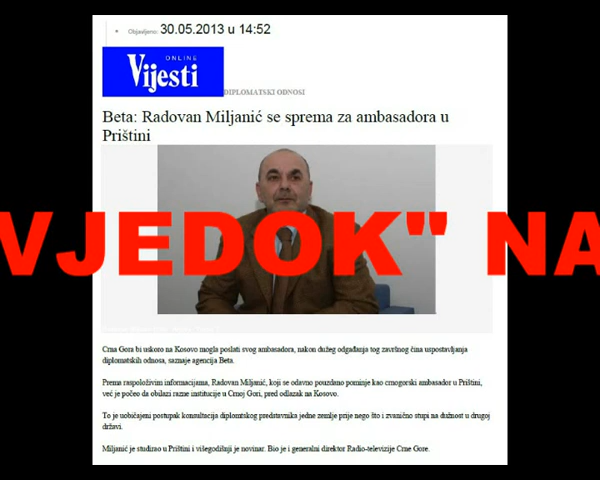 Objavljeno: 30.05.2013 u 14:52
ONLINE
Vijesti
DIPLOMATSKI ODNOSI
Beta: Radovan Miljanić se sprema za ambasadora u
Prištini
VJEDOK" NA
Crna Gora bi uskoro na Kosovo mogla poslati svog ambasadora, nakon dužeg odgađanja tog završnog čina uspostavljanja
diplomatskih odnosa, saznaje agencija Beta.
Prema raspoloživim informacijama, Radovan Miljanić, koji se odavno pouzdano pominje kao crnogorski ambasador u Prištini,
već je počeo da obilazi razne institucije u Crnoj Gori, pred odlazak na Kosovo.
To je uobičajeni postupak konsultacija diplomtskog predstavnika jedne zemlje prije nego što i zvanično stupi na dužnost u drugoj
državi.
Miljanić je studirao u Prištini i višegodišnji je novinar. Bio je i generalni direktor Radio-televizije Crne Gore.